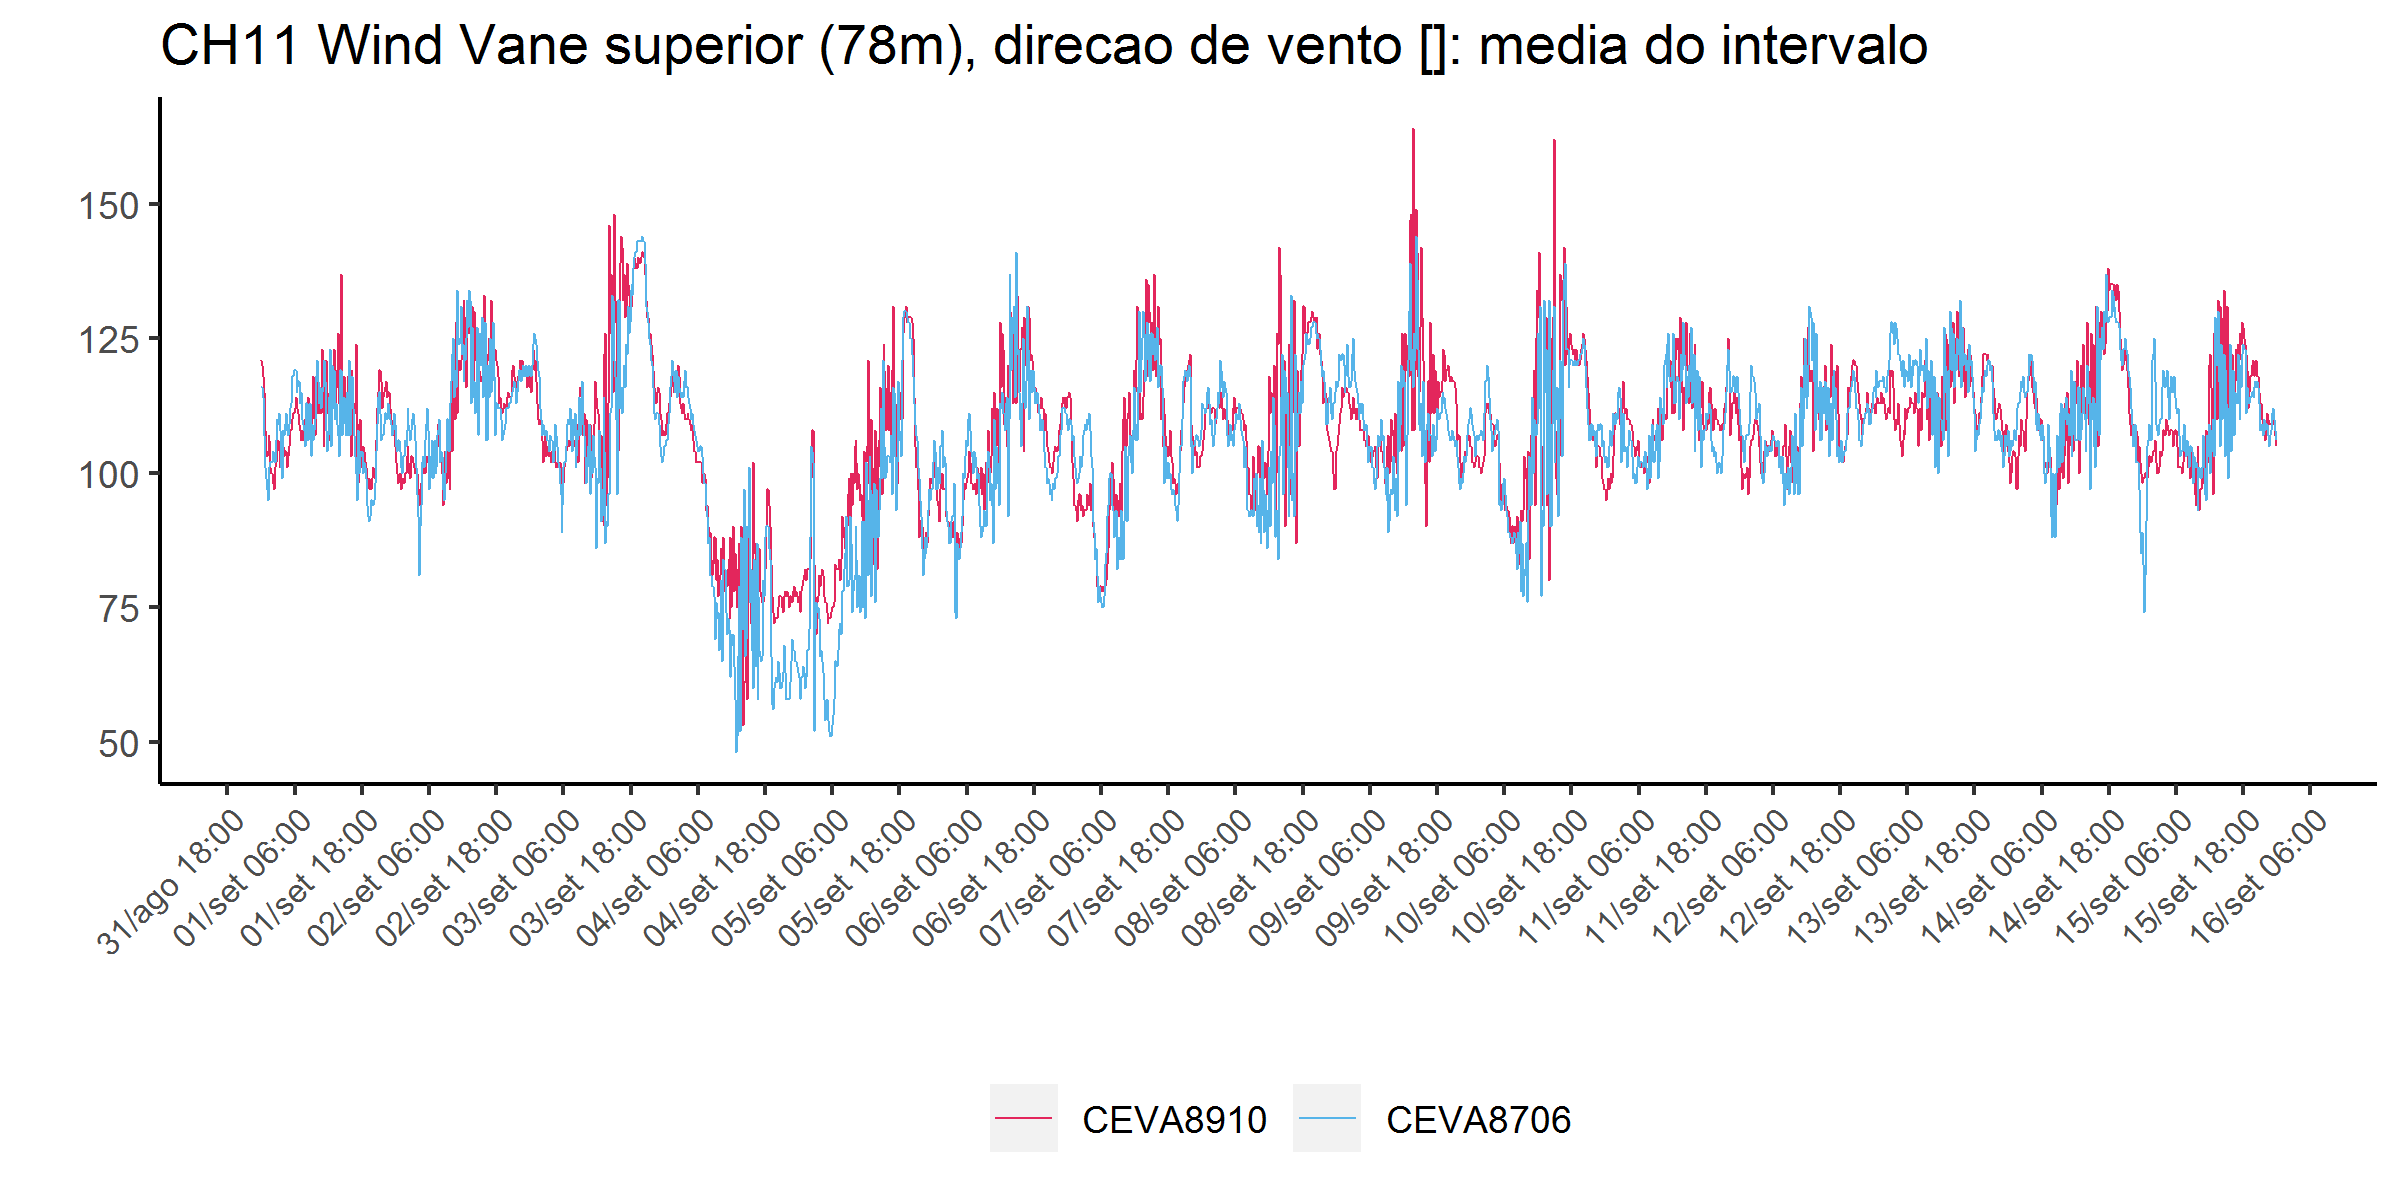 CH11 Wind Vane superior (78m), direcao de vento []: media do intervalo
150
125
100
75
50
31/ago 18:00
01/set 06:00
01/set 18:00
02/set 06:00
02/set 18:00
03/set 06:00
03/set 18:00
04/set 06:00
04/set 18:00
05/set 06:00
05/set 18:00
06/set 06:00
06/set 18:00
07/set 06:00
07/set 18:00
08/set 06:00
08/set 18:00
09/set 06:00
09/set 18:00
10/set 06:00
10/set 18:00
11/set 06:00
11/set 18:00
12/set 06:00
12/set 18:00
13/set 06:00
13/set 18:00
14/set 06:00
14/set 18:00
15/set 06:00
15/set 18:00
16/set 06:00
CEVA8910
CEVA8706